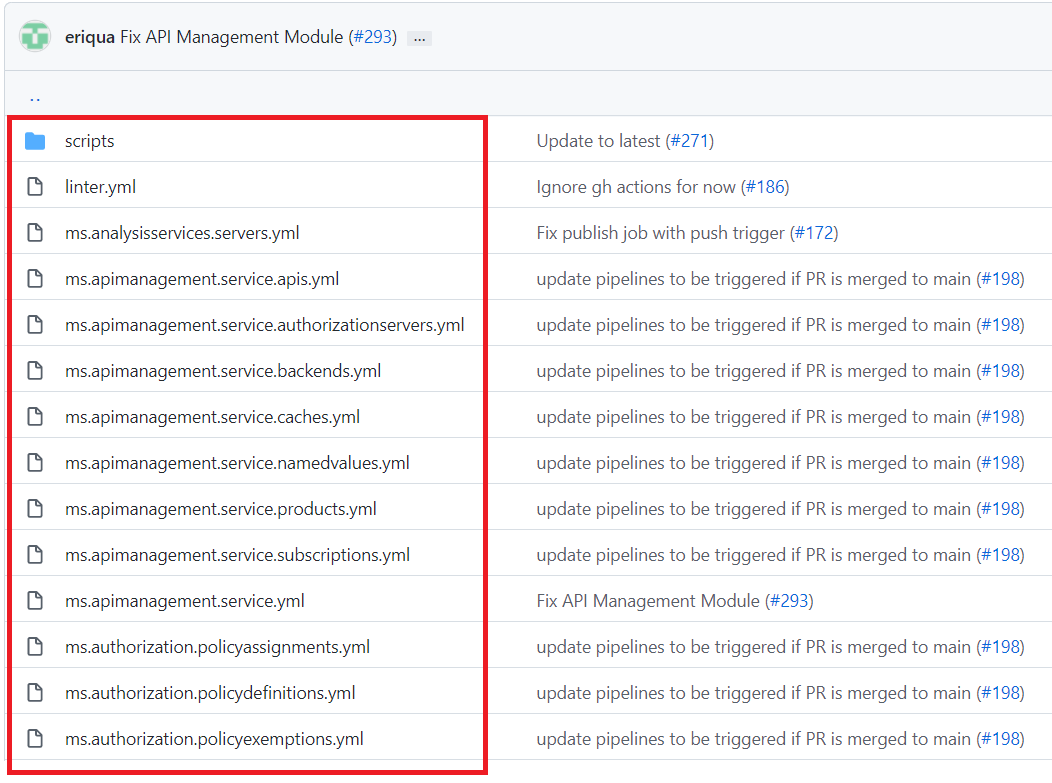 eriqua Fix API Management Module (#293) ...
..
scripts Update to latest (#271)
linter.yml Ignore gh actions for now (#186)
ms.analysisservices.servers.yml Fix publish job with push trigger (#172)
ms.apimanagement.service.apis.yml update pipelines to be triggered if PR is merged to main (#198)
ms.apimanagement.service.authorizationservers.yml update pipelines to be triggered if PR is merged to main (#198)
ms.apimanagement.service.backends.yml update pipelines to be triggered if PR is merged to main (#198)
ms.apimanagement.service.caches.yml update pipelines to be triggered if PR is merged to main (#198)
ms.apimanagement.service.namedvalues.yml update pipelines to be triggered if PR is merged to main (#198)
ms.apimanagement.service.products.yml update pipelines to be triggered if PR is merged to main (#198)
ms.apimanagement.service.subscriptions.yml update pipelines to be triggered if PR is merged to main (#198)
ms.apimanagement.service.yml Fix API Management Module (#293)
ms.authorization.policyassignments.yml update pipelines to be triggered if PR is merged to main (#198)
ms.authorization.policydefinitions.yml update pipelines to be triggered if PR is merged to main (#198)
ms.authorization.policyexemptions.yml update pipelines to be triggered if PR is merged to main (#198)